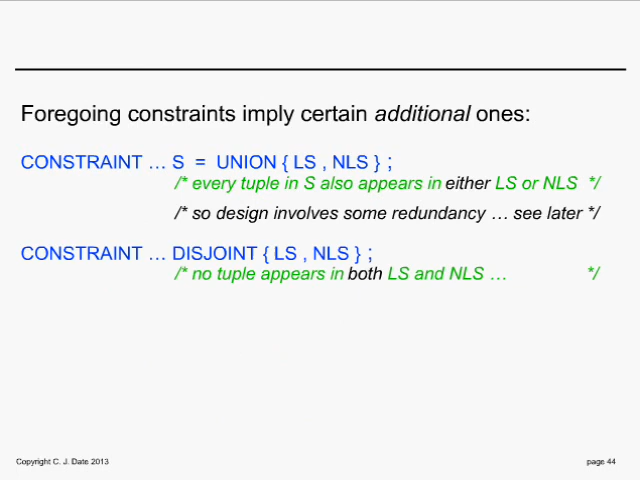 Foregoing constraints imply certain additional ones:
CONSTRAINT … S = UNION { LS , NLS } ;
/* every tuple in S also appears in either LS or NLS */
/* so design involves some redundancy … see later */
CONSTRAINT … DISJOINT { LS , NLS } ;
/* no tuple appears in both LS and NLS … */
Copyright C. J. Date 2013 page 44